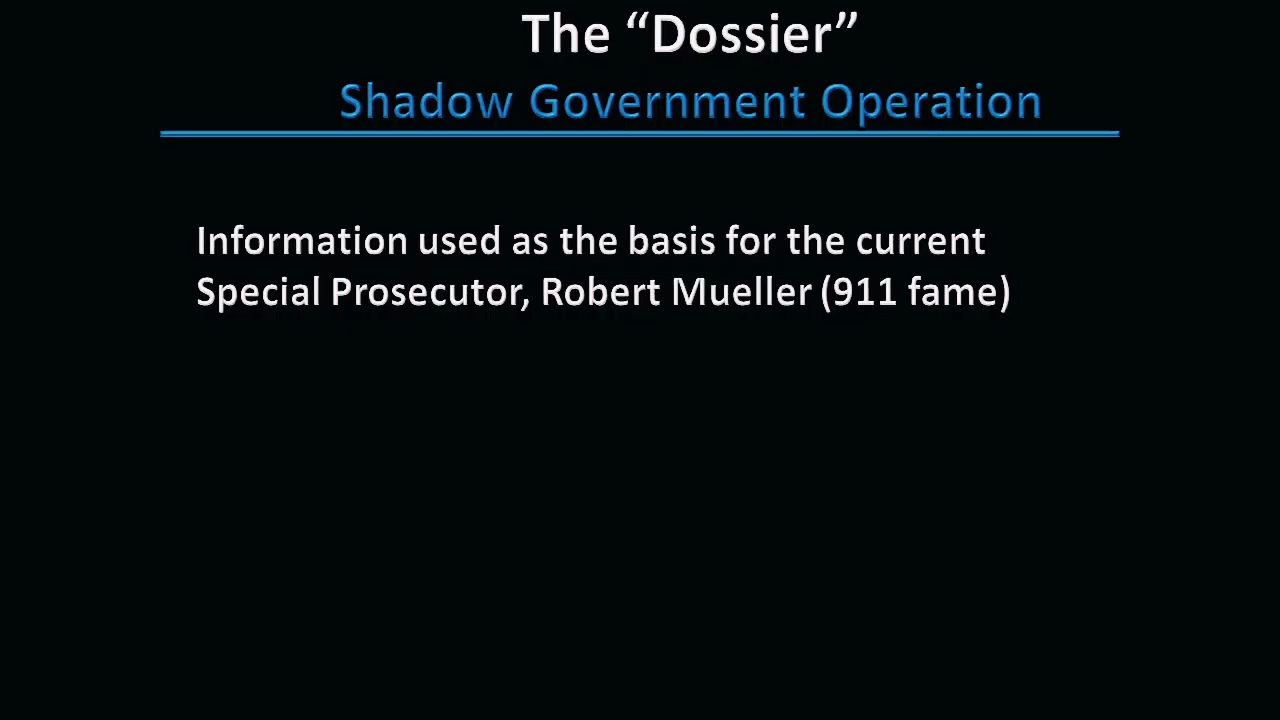 The “Dossier”
Shadow Government Operation
Information used as the basis for the current
Special Prosecutor, Robert Mueller (911 fame)